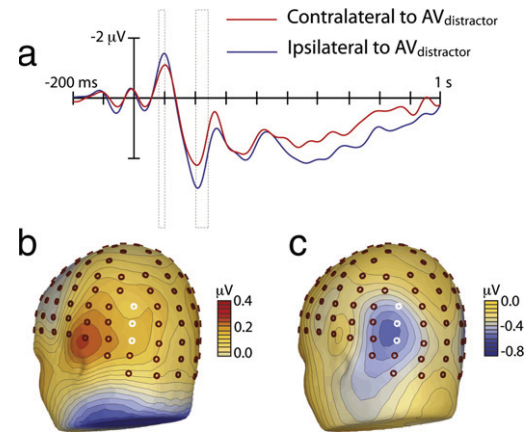 a
-2 µV
Contralateral to AVdistractor
Ipsilateral to AVdistractor
-200 ms
1 s
b
µV
0.4
0.2
0.0
c
µV
0.0
-0.4
-0.8